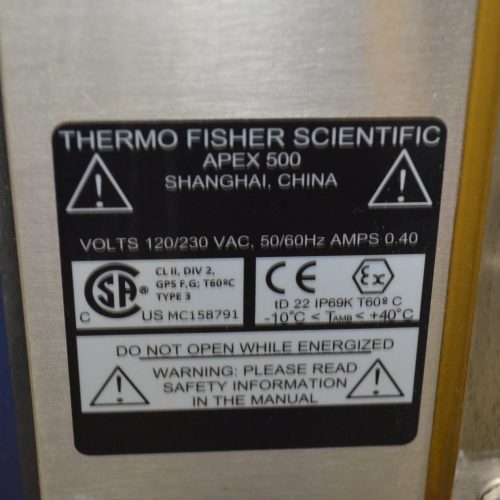 THERMO FISHER SCIENTIFIC
APEX 500
SHANGHAI, CHINA
VOLTS 120/230 VAC, 50/60Hz AMPS 0.40
CL II, DIV 2,
GPS F,G; T60ºC
TYPE 3
SA
C US MC158791
CE Ex
tD 22 IP69K T60º C
-10°C < TAMB < +40°C
DO NOT OPEN WHILE ENERGIZED
WARNING: PLEASE READ
SAFETY INFORMATION
IN THE MANUAL